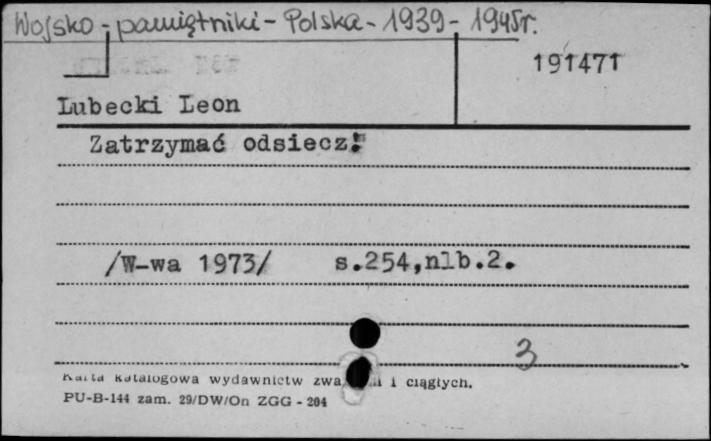 Wojsko - pamiętniki - Polska - 1939 - 1945r.
191471
Lubecki Leon
Zatrzymać odsiecz!
/W-wa 1973/ s.254,nlb.2.
3
Karta katalogowa wydawnictw i ciągłych.
PU-B-144 zam. 29/DW/On ZGG - 204